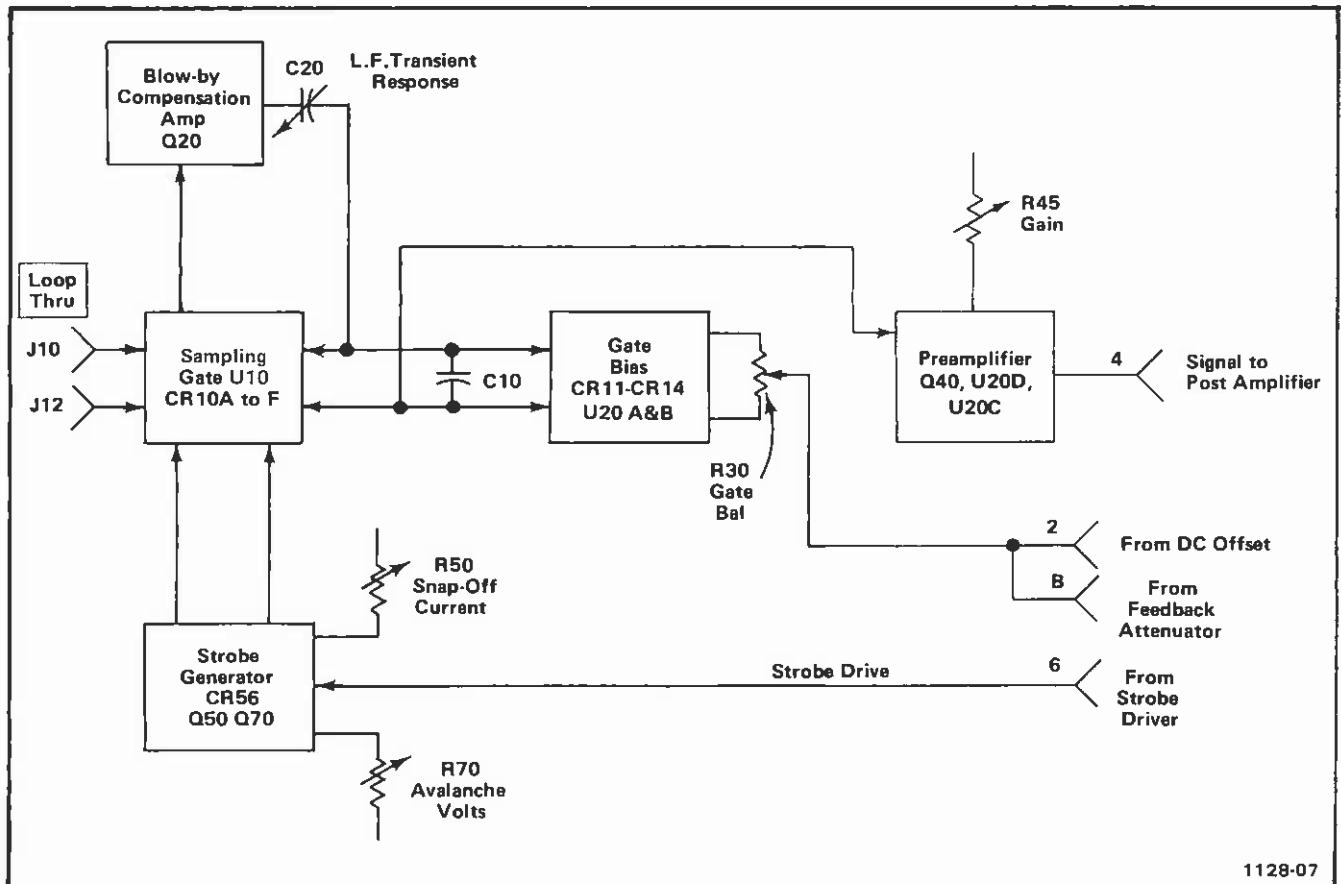 Blow-by
Compensation
Amp
Q20
C20
L.F.Transient
Response
R45
Gain
Loop
Thru
J10
J12
Sampling
Gate U10
CR10A to F
C10
Gate
Bias
CR11-CR14
U20 A&B
R30
Gate
Bal
Preamplifier
Q40, U20D,
U20C
4
Signal to
Post Amplifier
2
From DC Offset
B
From
Feedback
Attenuator
R50
Snap-Off
Current
Strobe
Generator
CR56
Q50 Q70
Strobe Drive
6
From
Strobe
Driver
R70
Avalanche
Volts
1128-07